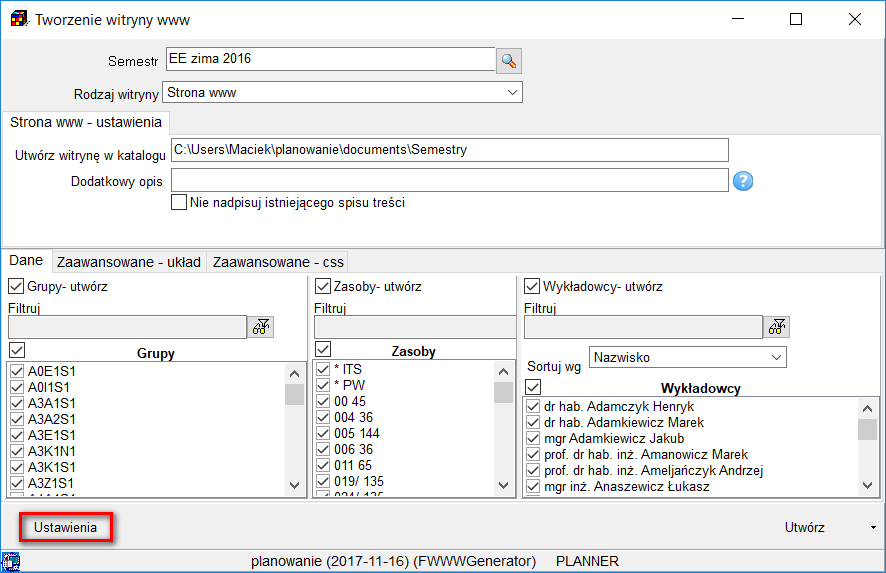 Tworzenie witryny www
Semestr EE zima 2016
Rodzaj witryny Strona www
Strona www - ustawienia
Utwórz witrynę w katalogu C:\Users\Maciek\planowanie\documents\Semestry
Dodatkowy opis
?
Nie nadpisuj istniejącego spisu treści
Dane Zaawansowane - układ Zaawansowane - css
Grupy- utwórz
Filtruj
Grupy
A0E1S1
A0I1S1
A3A1S1
A3A2S1
A3E1S1
A3K1N1
A3K1S1
A3Z1S1
Zasoby- utwórz
Filtruj
Zasoby
* ITS
* PW
00 45
004 36
005 144
006 36
011 65
019/ 135
024/ 135
Wykładowcy- utwórz
Filtruj
Sortuj wg Nazwisko
Wykładowcy
dr hab. Adamczyk Henryk
dr hab. Adamkiewicz Marek
mgr Adamkiewicz Jakub
prof. dr hab. inż. Amanowicz Marek
prof. dr hab. inż. Ameljańczyk Andrzej
mgr inż. Anaszewicz Łukasz
Ustawienia Utwórz
planowanie (2017-11-16) (FWWWGenerator) PLANNER